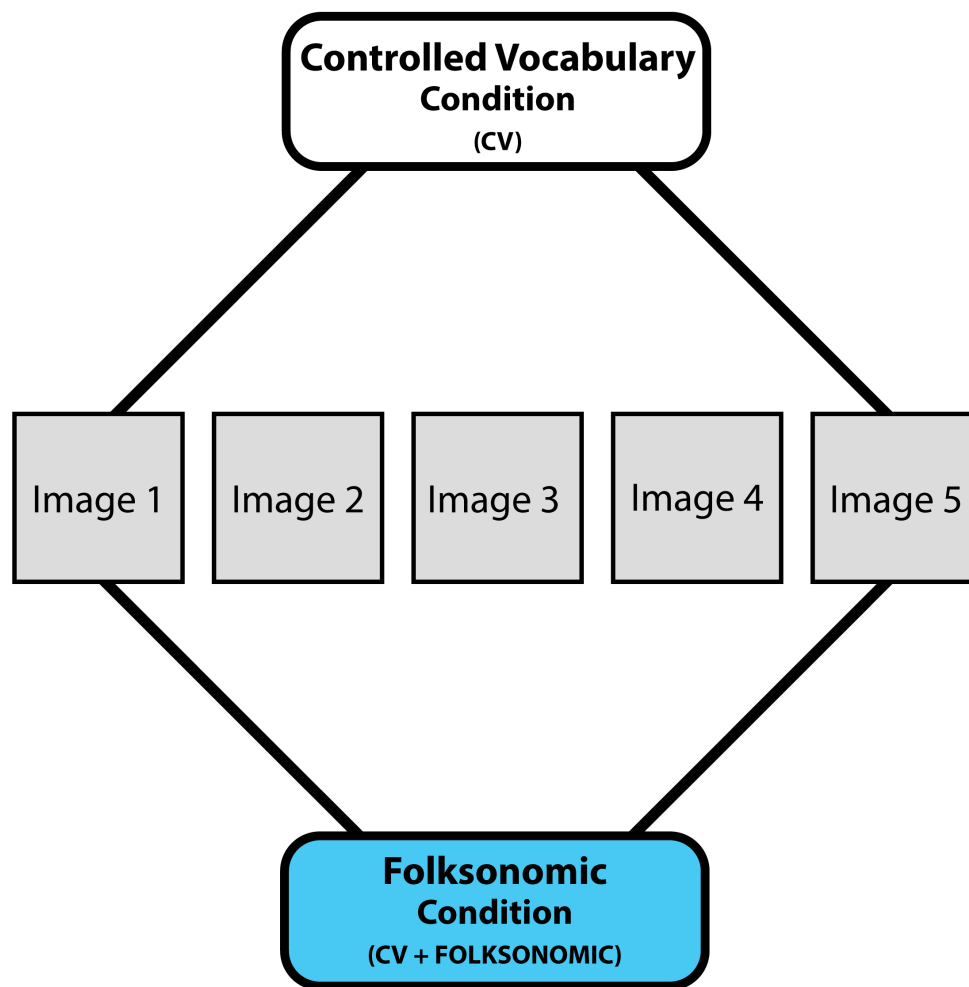 Controlled Vocabulary
Condition
(CV)
Image 1
Image 2
Image 3
Image 4
Image 5
Folksonomic
Condition
(CV + FOLKSONOMIC)